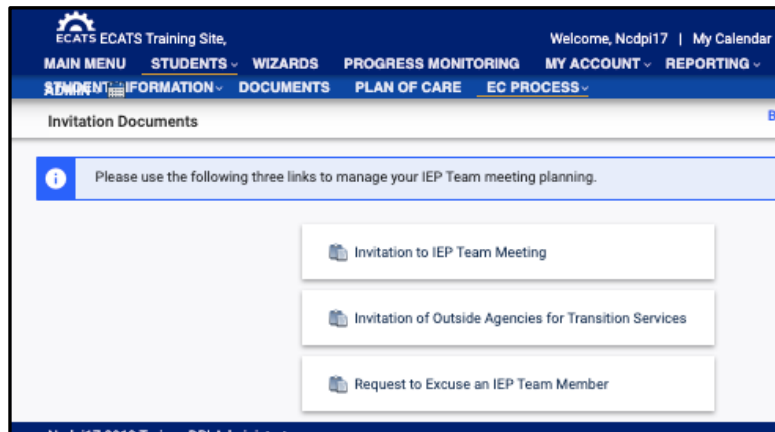 ECATS ECATS Training Site,
Welcome, Ncdpi17 | My Calendar
MAIN MENU STUDENTS WIZARDS PROGRESS MONITORING MY ACCOUNT REPORTING
ADMIN
STUDENT INFORMATION DOCUMENTS PLAN OF CARE EC PROCESS
Invitation Documents
B
Please use the following three links to manage your IEP Team meeting planning.
Invitation to IEP Team Meeting
Invitation of Outside Agencies for Transition Services
Request to Excuse an IEP Team Member